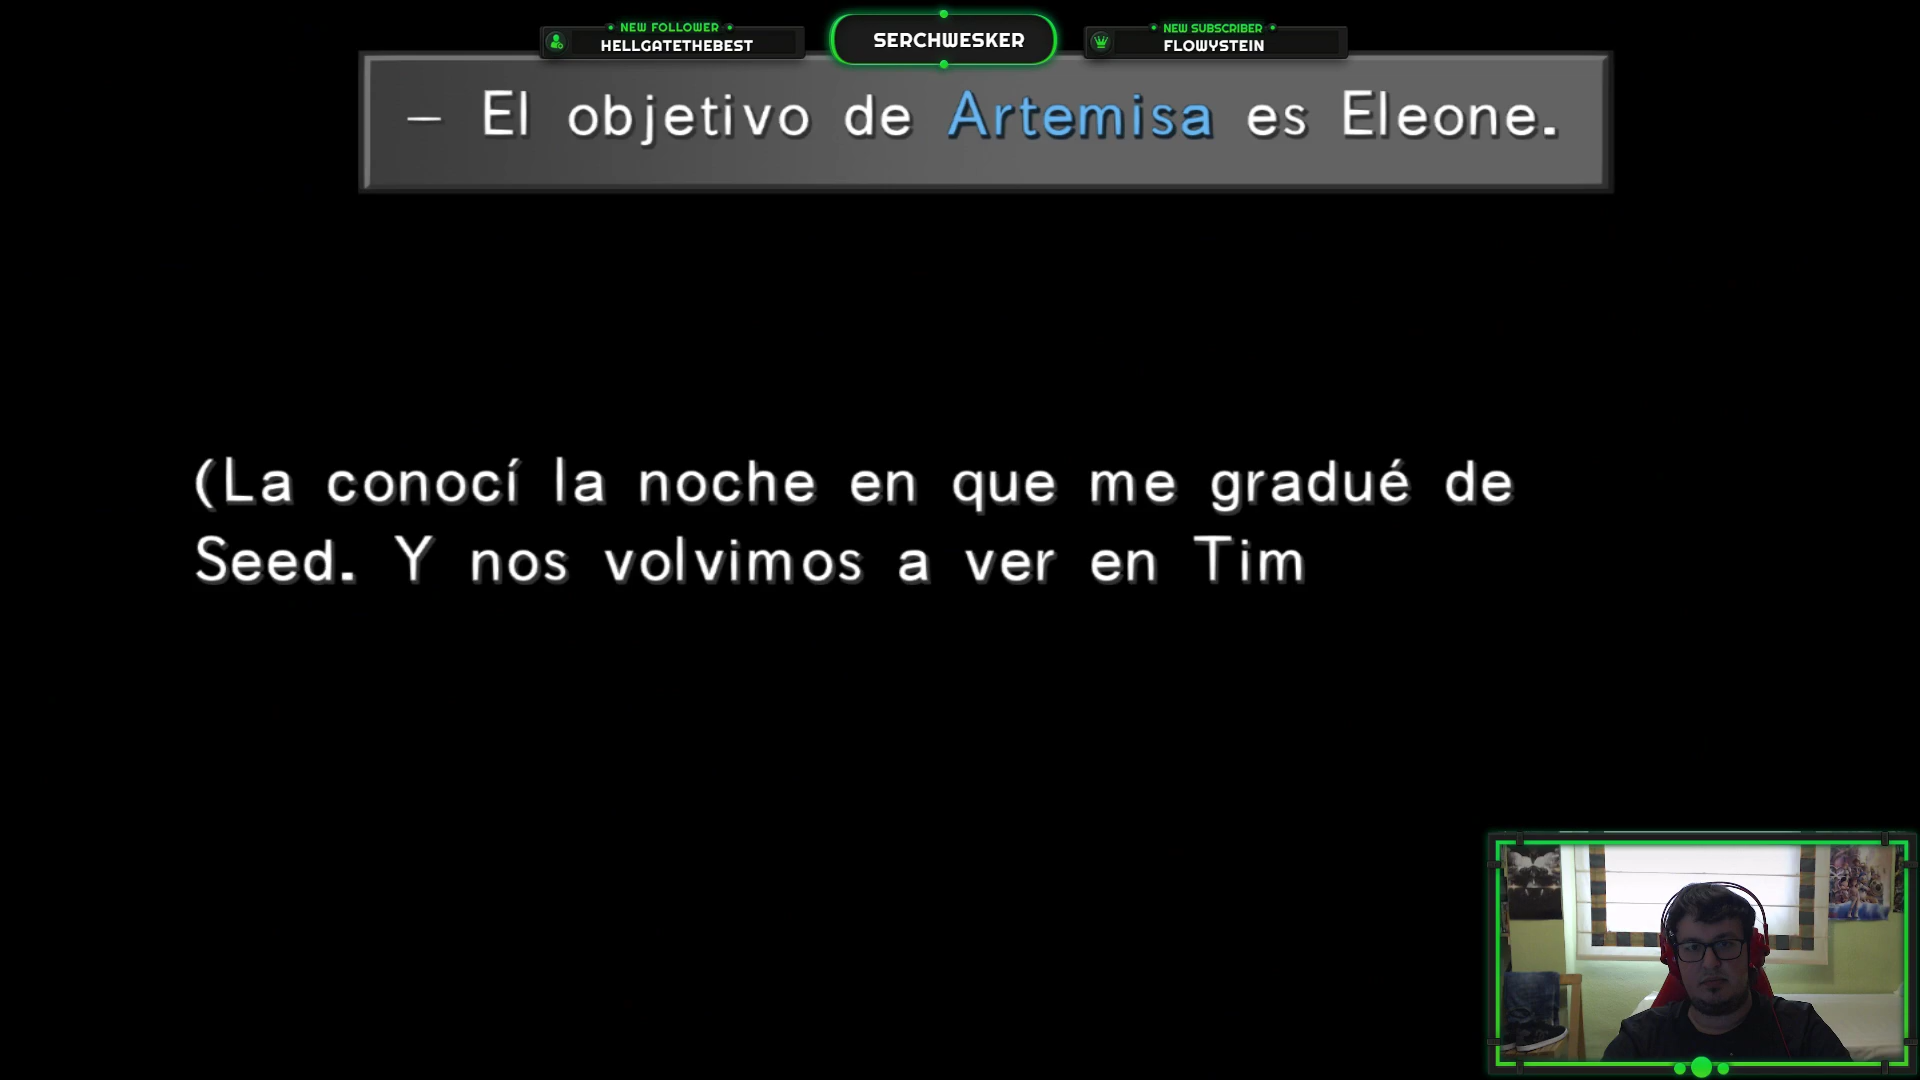 NEW FOLLOWER
HELLGATETHEBEST
SERCHWESKER
NEW SUBSCRIBER
FLOWYSTEIN
– El objetivo de Artemisa es Eleone.
(La conocí la noche en que me gradué de
Seed. Y nos volvimos a ver en Tim